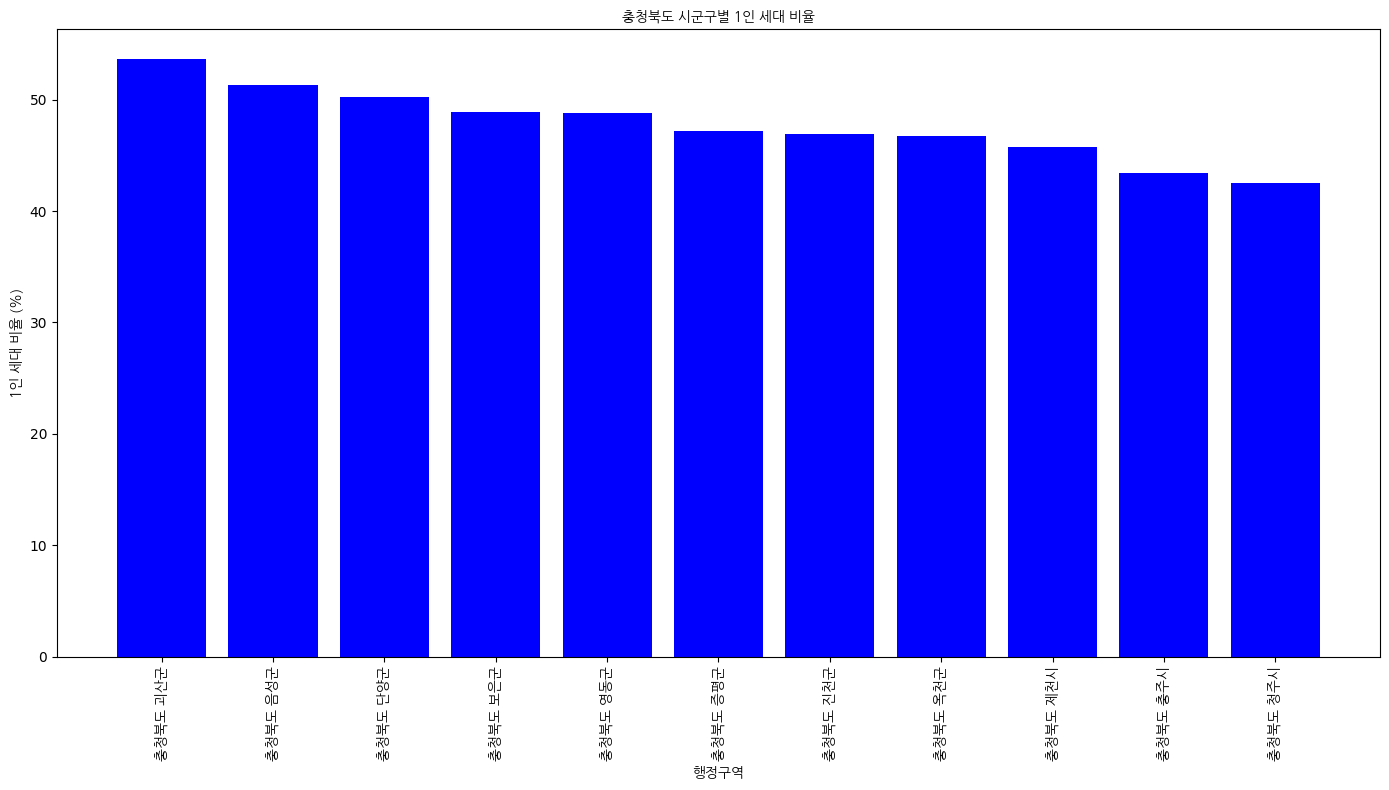 충청북도 시군구별 1인 세대 비율
1인 세대 비율 (%)
50
40
30
20
10
0
충청북도 괴산군
충청북도 음성군
충청북도 단양군
충청북도 보은군
충청북도 영동군
충청북도 증평군
충청북도 진천군
충청북도 옥천군
충청북도 제천시
충청북도 충주시
충청북도 청주시
행정구역